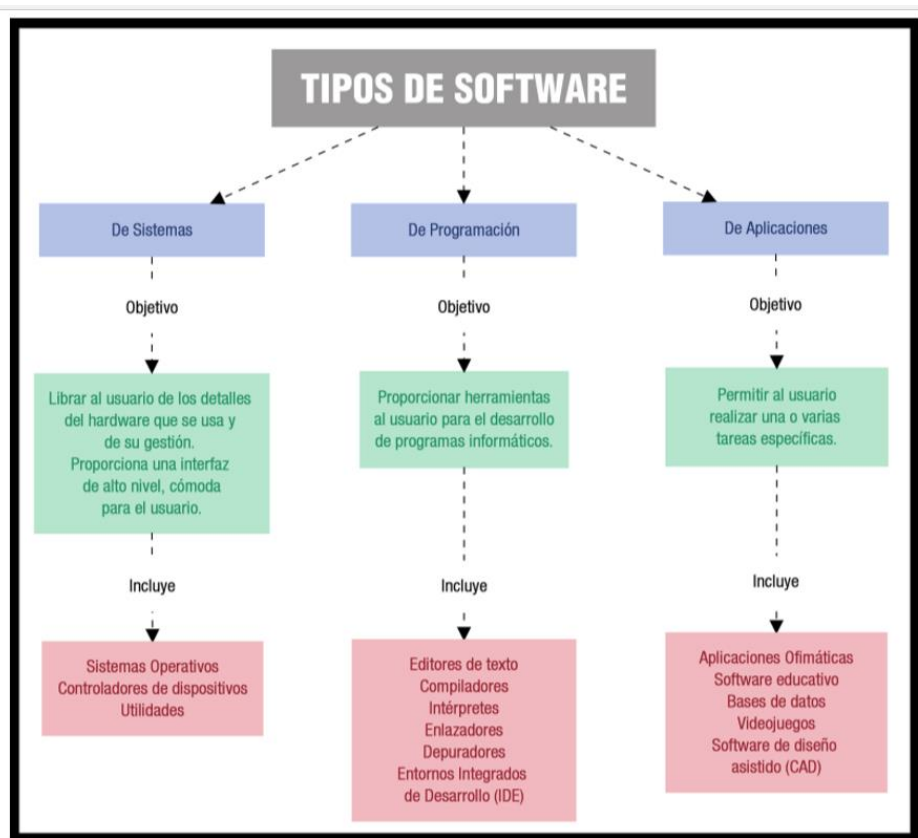 TIPOS DE SOFTWARE
De Sistemas
De Programación
De Aplicaciones
Objetivo
Objetivo
Objetivo
Librar al usuario de los detalles
del hardware que se usa y
de su gestión.
Proporciona una interfaz
de alto nivel, cómoda
para el usuario.
Proporcionar herramientas
al usuario para el desarrollo
de programas informáticos.
Permitir al usuario
realizar una o varias
tareas específicas.
Incluye
Incluye
Incluye
Sistemas Operativos
Controladores de dispositivos
Utilidades
Editores de texto
Compiladores
Intérpretes
Enlazadores
Depuradores
Entornos Integrados
de Desarrollo (IDE)
Aplicaciones Ofimáticas
Software educativo
Bases de datos
Videojuegos
Software de diseño
asistido (CAD)